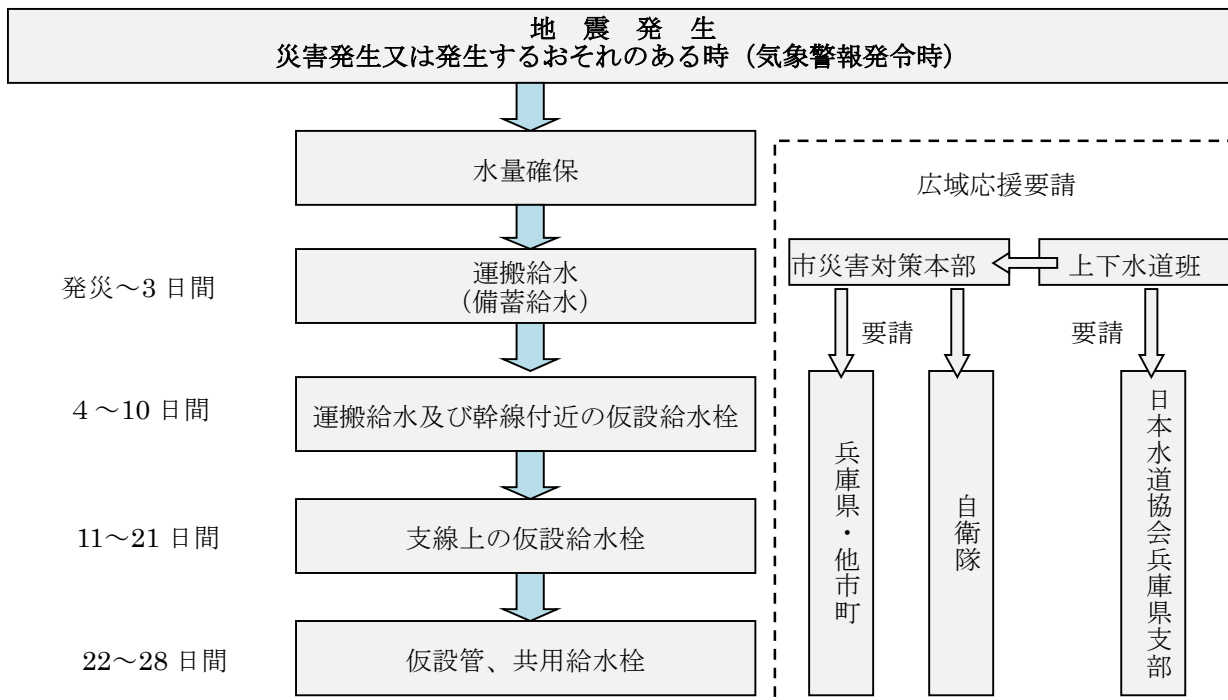 地　震　発　生
災害発生又は発生するおそれのある時（気象警報発令時）
水量確保
発災～3 日間
運搬給水
（備蓄給水）
4～10 日間
運搬給水及び幹線付近の仮設給水栓
11～21 日間
支線上の仮設給水栓
22～28 日間
仮設管、共用給水栓
広域応援要請
市災害対策本部
上下水道班
要請
要請
兵庫県・他市町
自衛隊
日本水道協会兵庫県支部